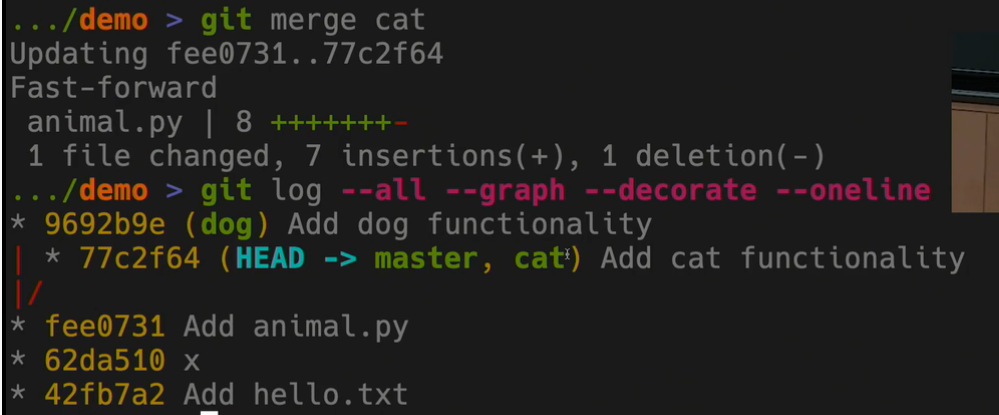 .../demo > git merge cat
Updating fee0731..77c2f64
Fast-forward
 animal.py | 8 +++++++-
 1 file changed, 7 insertions(+), 1 deletion(-)
.../demo > git log --all --graph --decorate --oneline
* 9692b9e (dog) Add dog functionality
| * 77c2f64 (HEAD -> master, cat) Add cat functionality
|/
* fee0731 Add animal.py
* 62da510 x
* 42fb7a2 Add hello.txt